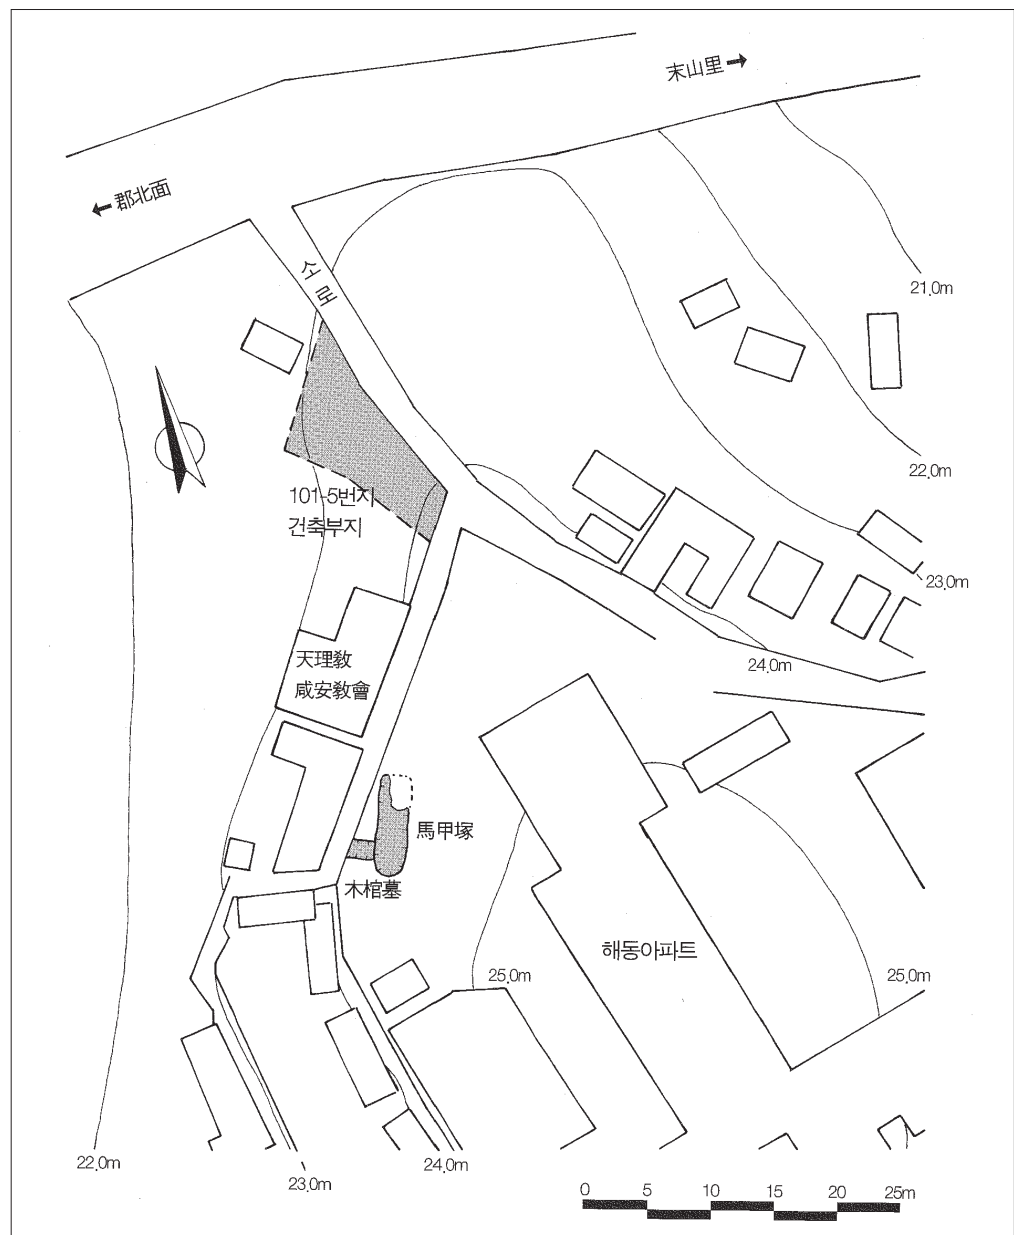 末山里→
←郡北面
소로
21.0m
22.0m
101-5번지
건축부지
23.0m
天理敎
咸安敎會
24.0m
馬甲塚
木棺墓
해동아파트
25.0m
25.0m
22.0m
23.0m
24.0m
0 5 10 15 20 25m